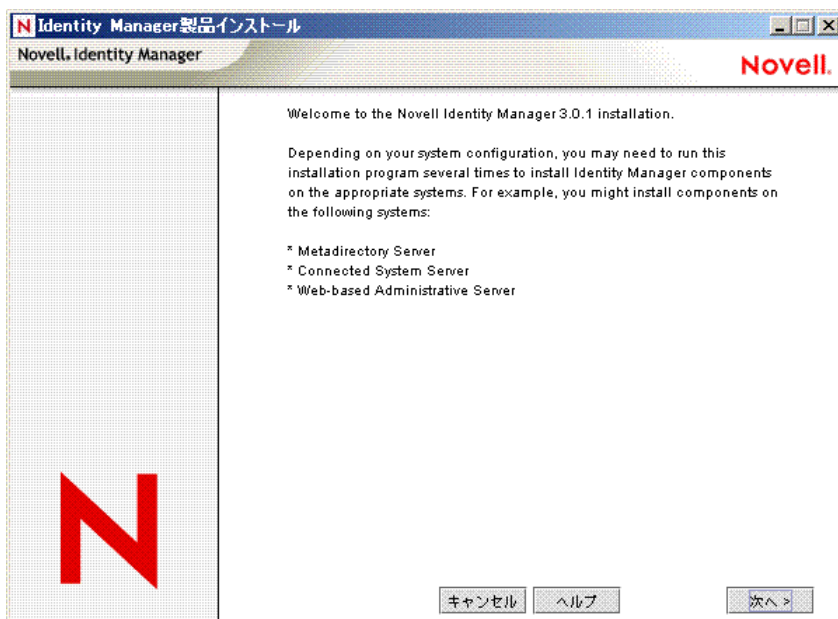 N Identity Manager製品インストール
Novell. Identity Manager
Novell.
Welcome to the Novell Identity Manager 3.0.1 installation.
Depending on your system configuration, you may need to run this
installation program several times to install Identity Manager components
on the appropriate systems. For example, you might install components on
the following systems:
* Metadirectory Server
* Connected System Server
* Web-based Administrative Server
N
キャンセル
ヘルプ
次へ >